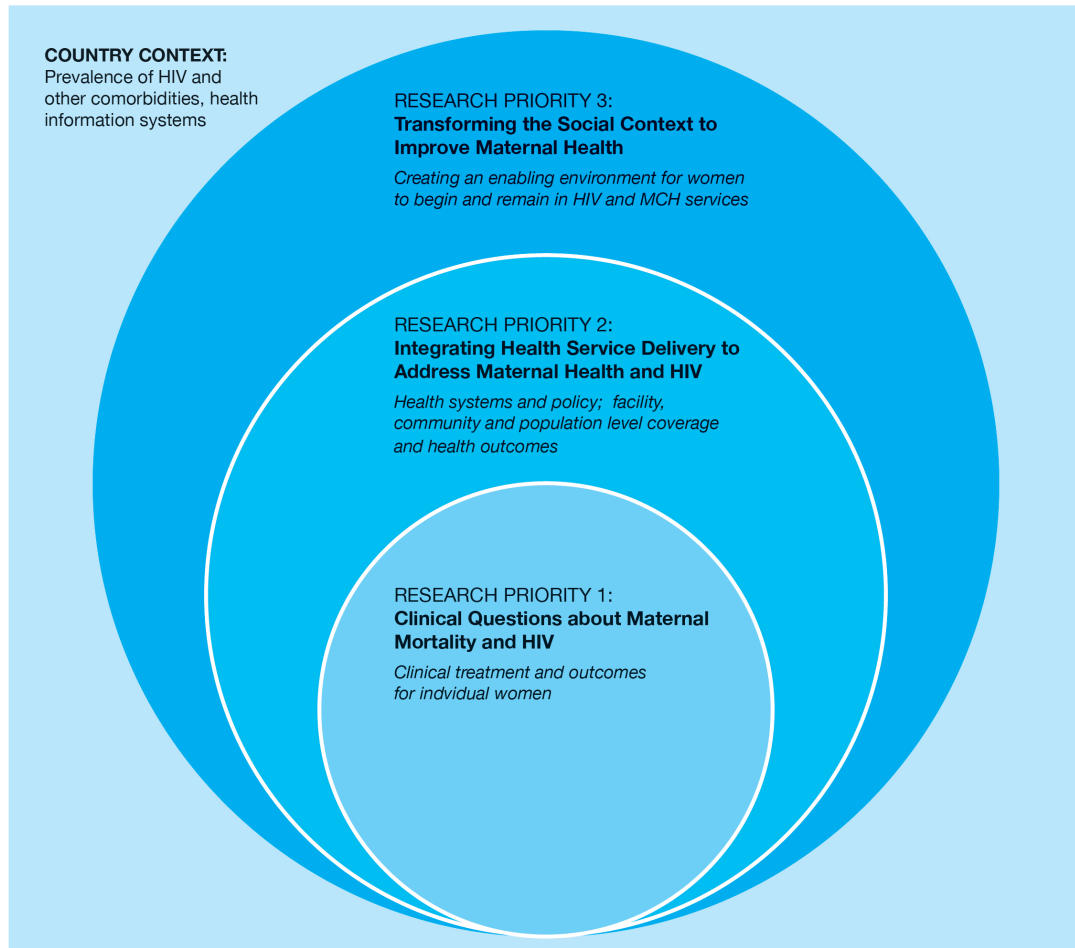 COUNTRY CONTEXT:
Prevalence of HIV and
other comorbidities, health
information systems
RESEARCH PRIORITY 3:
Transforming the Social Context to
Improve Maternal Health
Creating an enabling environment for women
to begin and remain in HIV and MCH services
RESEARCH PRIORITY 2:
Integrating Health Service Delivery to
Address Maternal Health and HIV
Health systems and policy; facility,
community and population level coverage
and health outcomes
RESEARCH PRIORITY 1:
Clinical Questions about Maternal
Mortality and HIV
Clinical treatment and outcomes
for indvidual women